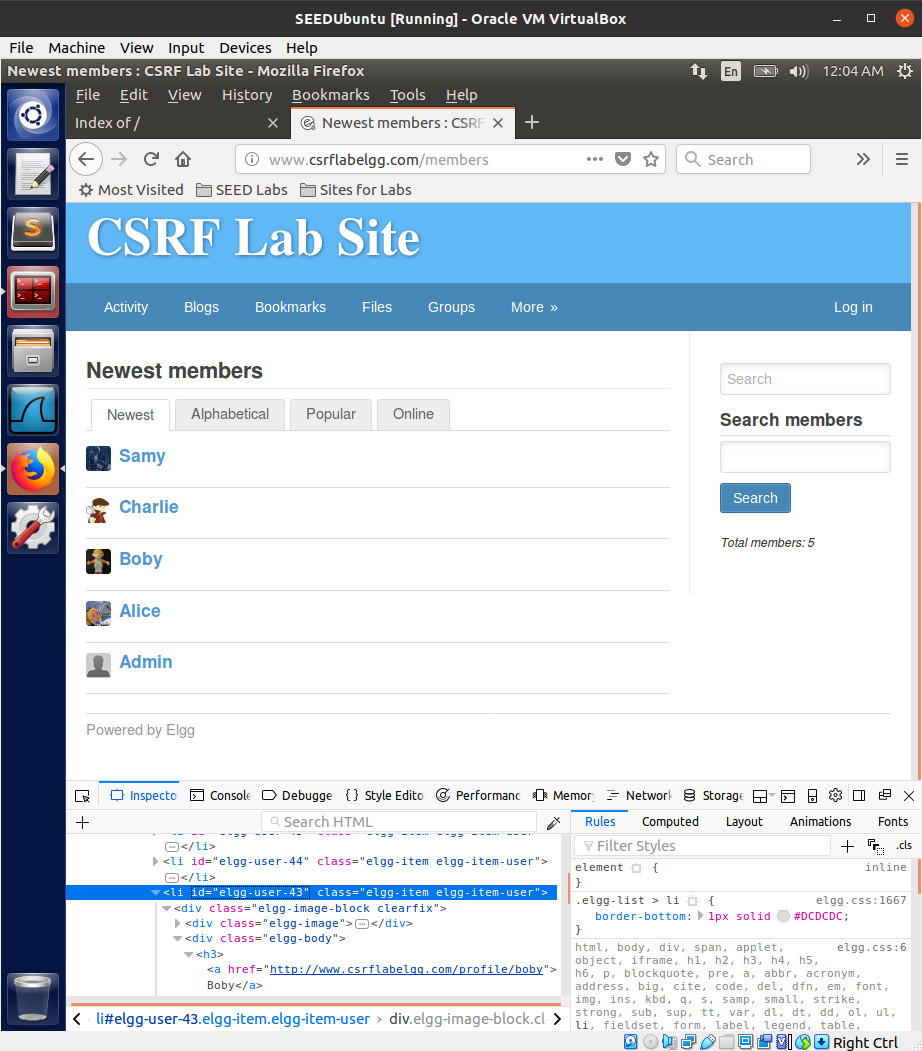 SEEDUbuntu [Running] - Oracle VM VirtualBox
File Machine View Input Devices Help
Newest members : CSRF Lab Site - Mozilla Firefox
En
12:04 AM
File Edit View History Bookmarks Tools Help
Index of /
Newest members : CSRF
www.csrflabelgg.com/members
Search
Most Visited SEED Labs Sites for Labs
CSRF Lab Site
Activity Blogs Bookmarks Files Groups More » Log in
Newest members
Search
Newest Alphabetical Popular Online
Search members
Samy
Charlie
Search
Boby
Total members: 5
Alice
Admin
Powered by Elgg
Inspecto Console Debugge Style Edito Performanc Memor Network Storage
Search HTML
Rules Computed Layout Animations Fonts
Filter Styles
.cls
</li>
<li id="elgg-user-44" class="elgg-item elgg-item-user">
</li>
<li id="elgg-user-43" class="elgg-item elgg-item-user">
<div class="elgg-image-block clearfix">
<div class="elgg-image"></div>
<div class="elgg-body">
<h3>
<a href="http://www.csrflabelgg.com/profile/boby">
Boby</a>
li#elgg-user-43.elgg-item.elgg-item-user › div.elgg-image-block.cl
element { inline
}
.elgg-list > li { elgg.css:1667
border-bottom: 1px solid #DCDCDC;
}
html, body, div, span, applet, elgg.css:6
object, iframe, h1, h2, h3, h4, h5,
h6, p, blockquote, pre, a, abbr, acronym,
address, big, cite, code, del, dfn, em, font,
img, ins, kbd, q, s, samp, small, strike,
strong, sub, sup, tt, var, dl, dt, dd, ol, ul,
li, fieldset, form, label, legend, table,
Right Ctrl